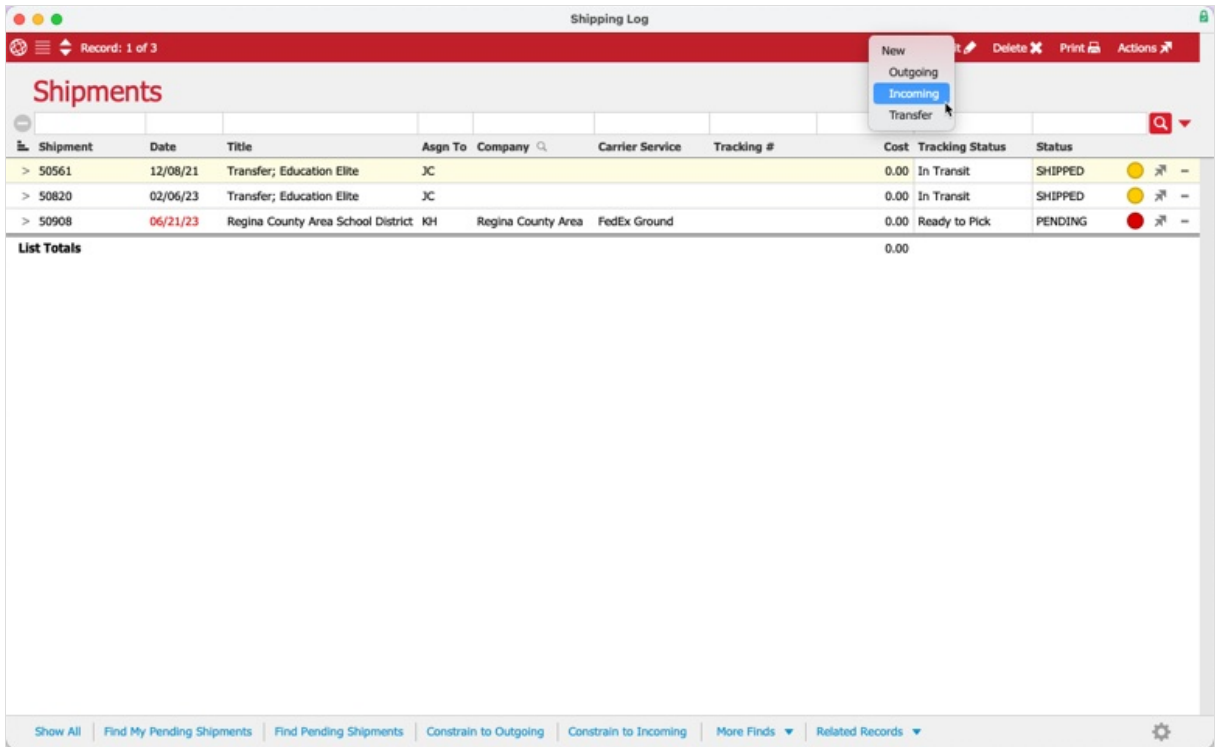 Shipping Log
Record: 1 of 3
New
Outgoing
Incoming
Transfer
Delete
Print
Actions
Shipments
Shipment Date Title Asgn To Company Carrier Service Tracking # Cost Tracking Status Status
> 50561 12/08/21 Transfer; Education Elite JC 0.00 In Transit SHIPPED
> 50820 02/06/23 Transfer; Education Elite JC 0.00 In Transit SHIPPED
> 50908 06/21/23 Regina County Area School District KH Regina County Area FedEx Ground 0.00 Ready to Pick PENDING
List Totals 0.00
Show All Find My Pending Shipments Find Pending Shipments Constrain to Outgoing Constrain to Incoming More Finds Related Records